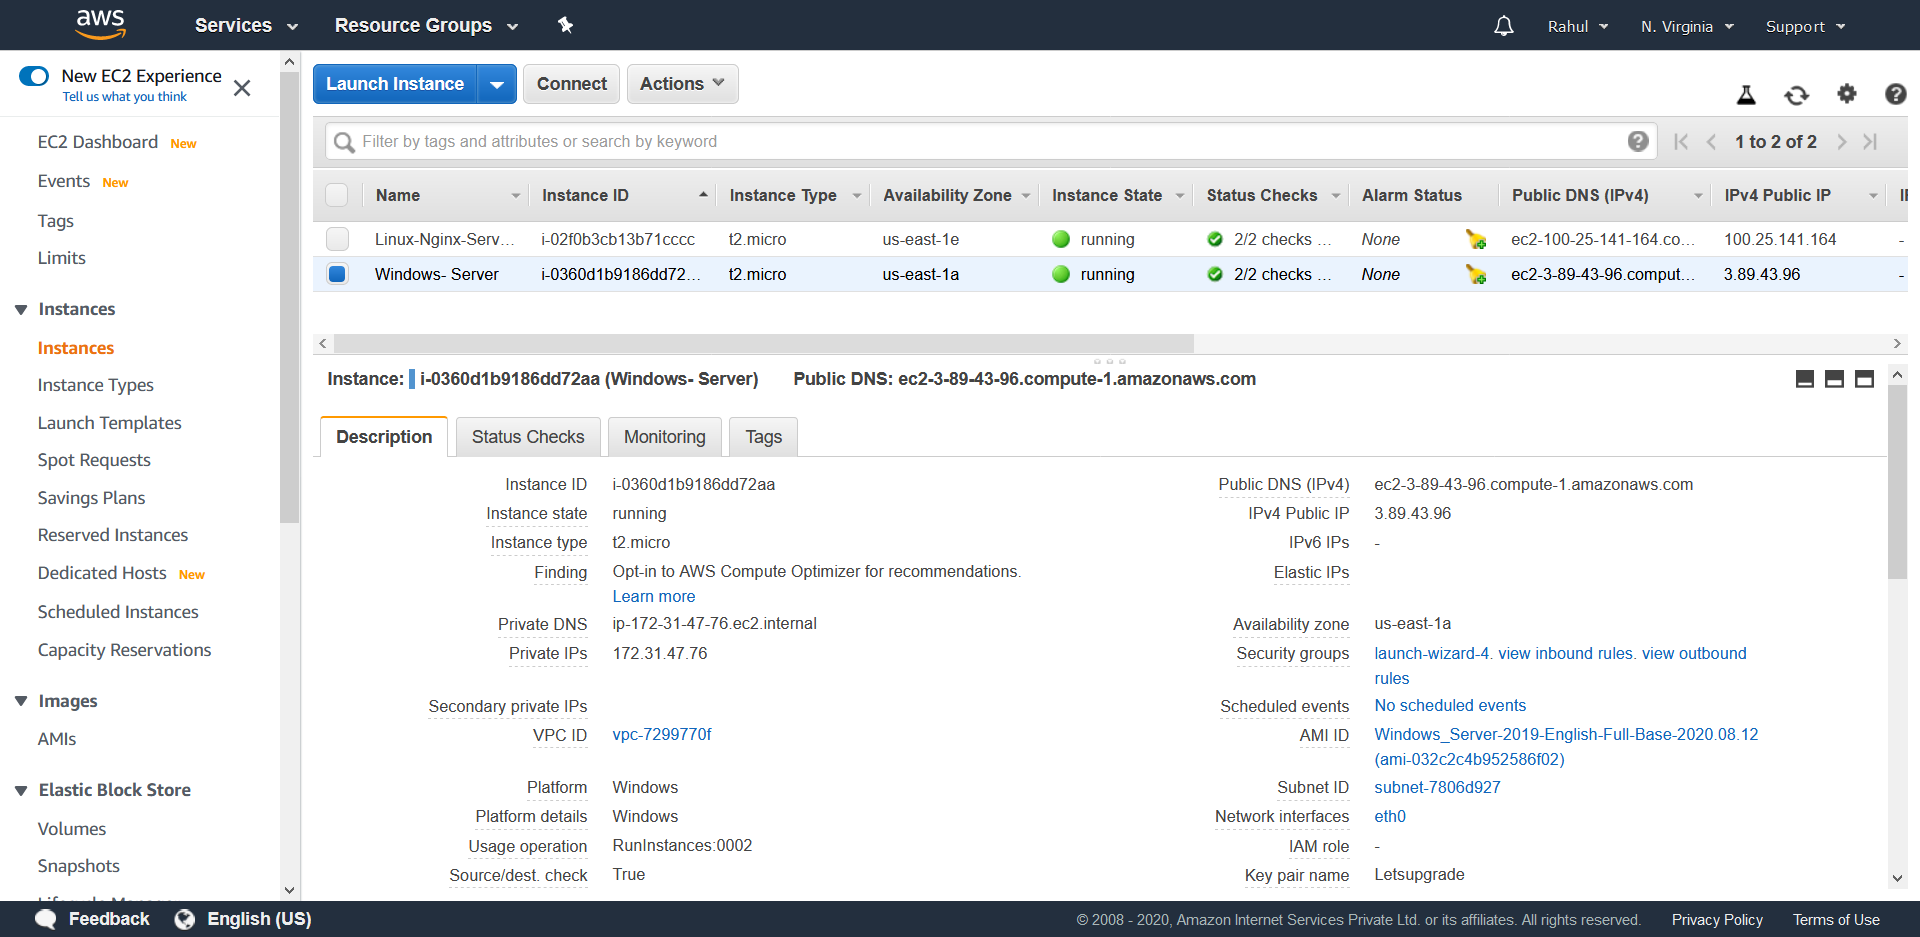 aws Services Resource Groups Rahul N. Virginia Support
New EC2 Experience
Tell us what you think
EC2 Dashboard New
Events New
Tags
Limits
Instances
Instances
Instance Types
Launch Templates
Spot Requests
Savings Plans
Reserved Instances
Dedicated Hosts New
Scheduled Instances
Capacity Reservations
Images
AMIs
Elastic Block Store
Volumes
Snapshots
Launch Instance Connect Actions
Filter by tags and attributes or search by keyword 1 to 2 of 2
Name Instance ID Instance Type Availability Zone Instance State Status Checks Alarm Status Public DNS (IPv4) IPv4 Public IP
Linux-Nginx-Serv... i-02f0b3cb13b71cccc t2.micro us-east-1e running 2/2 checks ... None ec2-100-25-141-164.co... 100.25.141.164 -
Windows- Server i-0360d1b9186dd72... t2.micro us-east-1a running 2/2 checks ... None ec2-3-89-43-96.comput... 3.89.43.96 -
Instance: i-0360d1b9186dd72aa (Windows- Server) Public DNS: ec2-3-89-43-96.compute-1.amazonaws.com
Description Status Checks Monitoring Tags
Instance ID i-0360d1b9186dd72aa Public DNS (IPv4) ec2-3-89-43-96.compute-1.amazonaws.com
Instance state running IPv4 Public IP 3.89.43.96
Instance type t2.micro IPv6 IPs -
Finding Opt-in to AWS Compute Optimizer for recommendations. Elastic IPs
Learn more
Private DNS ip-172-31-47-76.ec2.internal Availability zone us-east-1a
Private IPs 172.31.47.76 Security groups launch-wizard-4. view inbound rules. view outbound
rules
Secondary private IPs Scheduled events No scheduled events
VPC ID vpc-7299770f AMI ID Windows_Server-2019-English-Full-Base-2020.08.12
(ami-032c2c4b952586f02)
Platform Windows Subnet ID subnet-7806d927
Platform details Windows Network interfaces eth0
Usage operation RunInstances:0002 IAM role -
Source/dest. check True Key pair name Letsupgrade
Feedback English (US) © 2008 - 2020, Amazon Internet Services Private Ltd. or its affiliates. All rights reserved. Privacy Policy Terms of Use